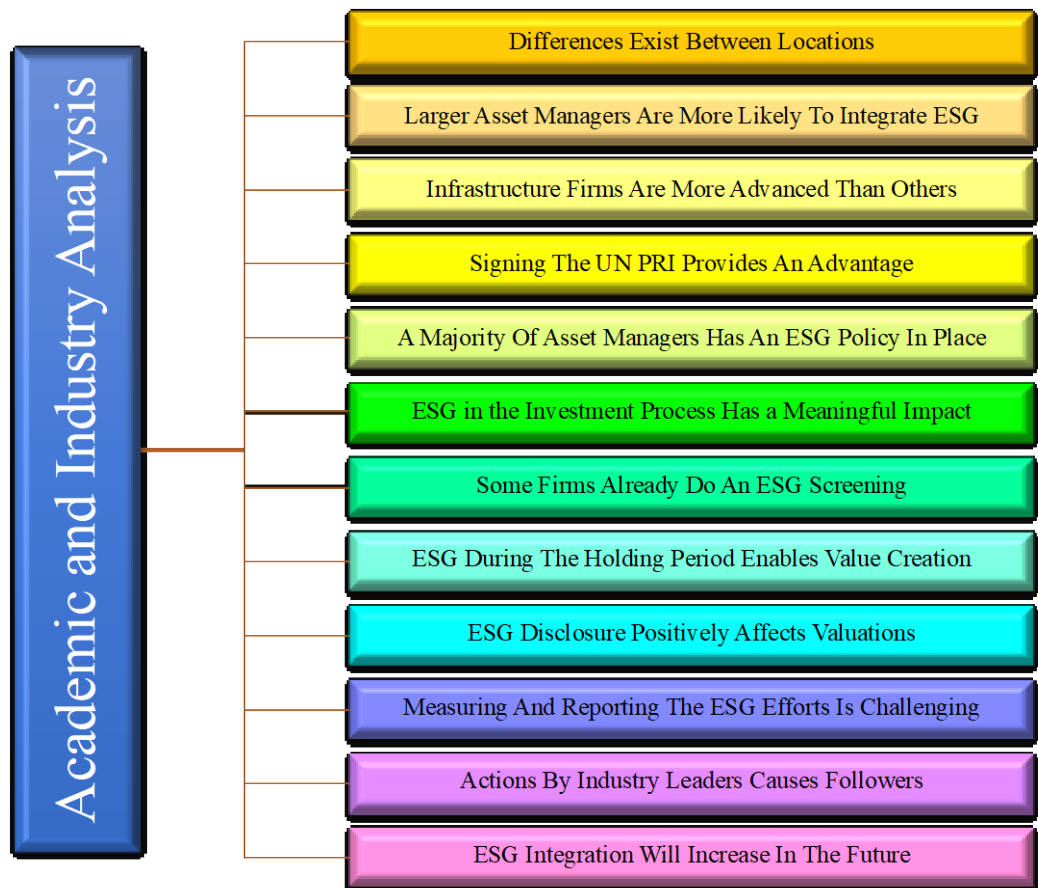 Academic and Industry Analysis
Differences Exist Between Locations
Larger Asset Managers Are More Likely To Integrate ESG
Infrastructure Firms Are More Advanced Than Others
Signing The UN PRI Provides An Advantage
A Majority Of Asset Managers Has An ESG Policy In Place
ESG in the Investment Process Has a Meaningful Impact
Some Firms Already Do An ESG Screening
ESG During The Holding Period Enables Value Creation
ESG Disclosure Positively Affects Valuations
Measuring And Reporting The ESG Efforts Is Challenging
Actions By Industry Leaders Causes Followers
ESG Integration Will Increase In The Future